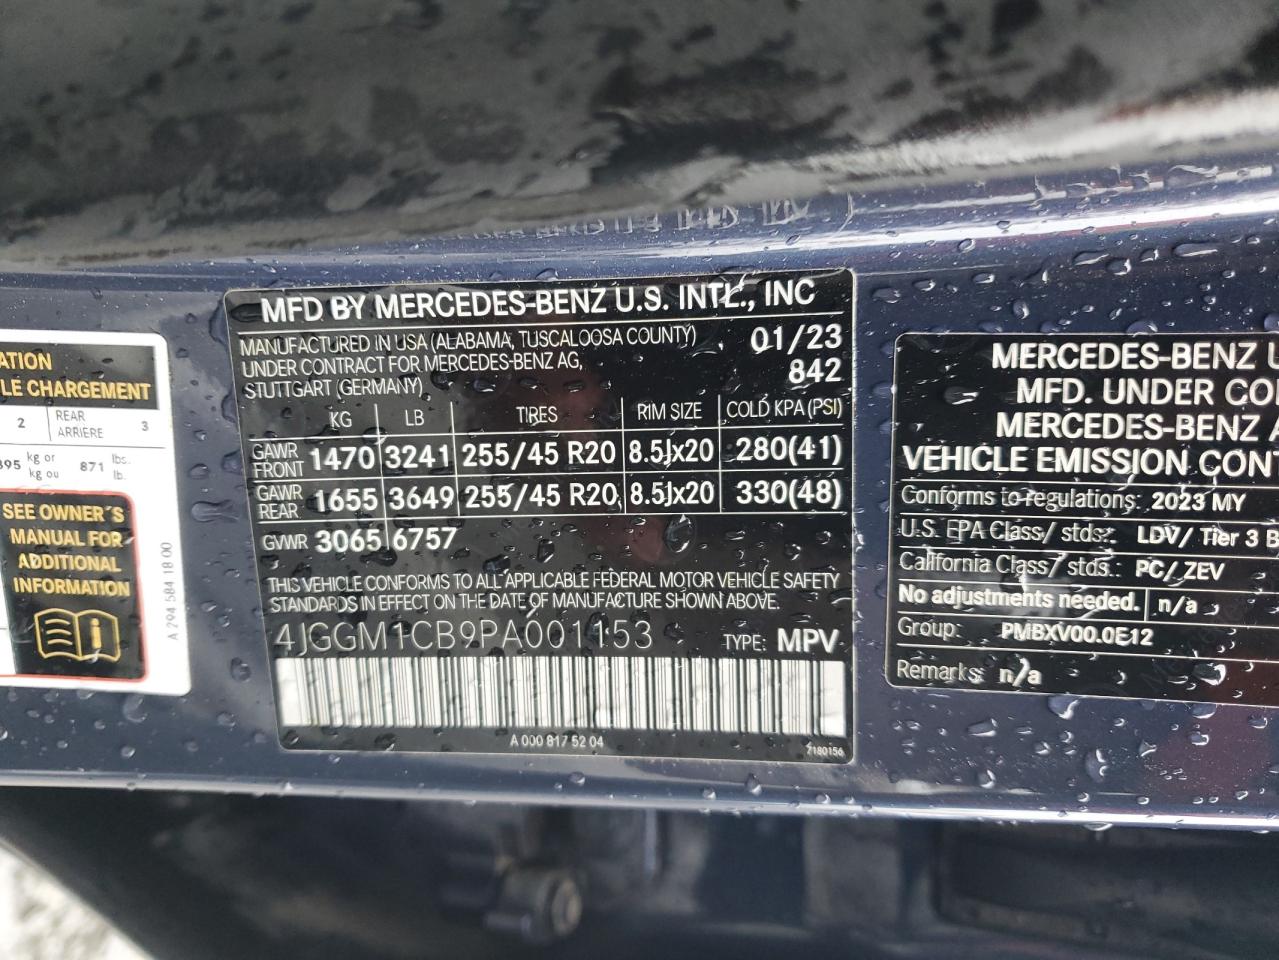 ATION
LE CHARGEMENT
2 REAR ARRIÈRE 3
395 kg or kg ou 871 lbs. lb.
SEE OWNER'S
MANUAL FOR
ADDITIONAL
INFORMATION
A 294 584 18 00
MFD BY MERCEDES-BENZ U.S. INTL., INC
MANUFACTURED IN USA (ALABAMA, TUSCALOOSA COUNTY) 01/23
UNDER CONTRACT FOR MERCEDES-BENZ AG, 842
STUTTGART (GERMANY)
KG LB TIRES RIM SIZE COLD KPA (PSI)
GAWR FRONT 1470 3241 255/45 R20 8.5Jx20 280(41)
GAWR REAR 1655 3649 255/45 R20 8.5Jx20 330(48)
GVWR 3065 6757
THIS VEHICLE CONFORMS TO ALL APPLICABLE FEDERAL MOTOR VEHICLE SAFETY
STANDARDS IN EFFECT ON THE DATE OF MANUFACTURE SHOWN ABOVE.
4JGGM1CB9PA001153 TYPE: MPV
A 000 817 52 04
7180156
MERCEDES-BENZ U
MFD. UNDER CO
MERCEDES-BENZ A
VEHICLE EMISSION CONT
Conforms to regulations: 2023 MY
U.S. EPA Class/ stds.: LDV/ Tier 3 B
California Class/ stds.: PC/ ZEV
No adjustments needed. n/a
Group: PMBXV00.0E12
Remarks: n/a